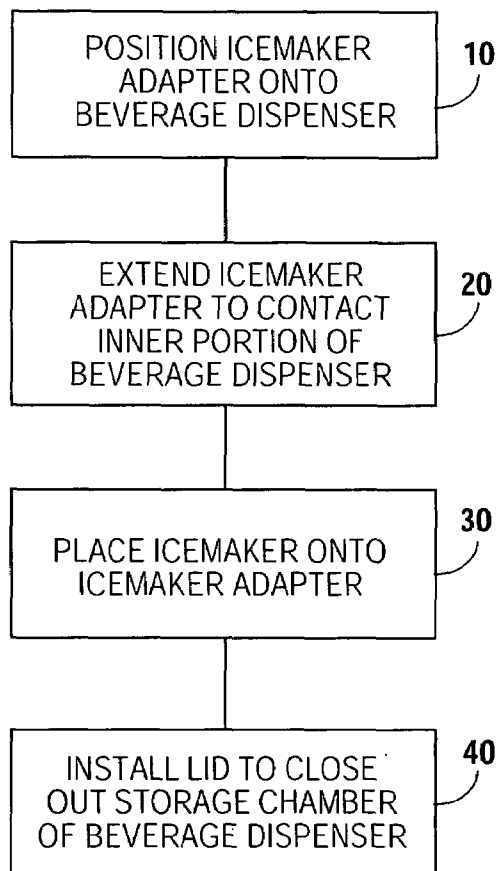 POSITION ICEMAKER
ADAPTER ONTO
BEVERAGE DISPENSER
10
EXTEND ICEMAKER
ADAPTER TO CONTACT
INNER PORTION OF
BEVERAGE DISPENSER
20
PLACE ICEMAKER ONTO
ICEMAKER ADAPTER
30
INSTALL LID TO CLOSE
OUT STORAGE CHAMBER
OF BEVERAGE DISPENSER
40